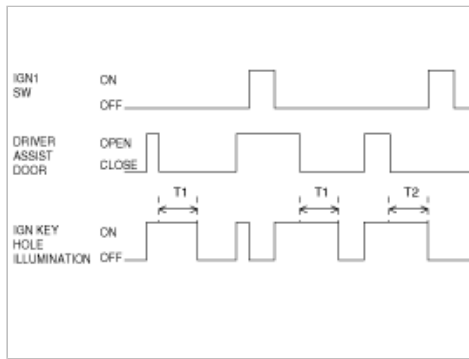 IGN1 SW ON
OFF
DRIVER ASSIST DOOR OPEN
CLOSE
T1 T1 T2
IGN KEY HOLE ILLUMINATION ON
OFF